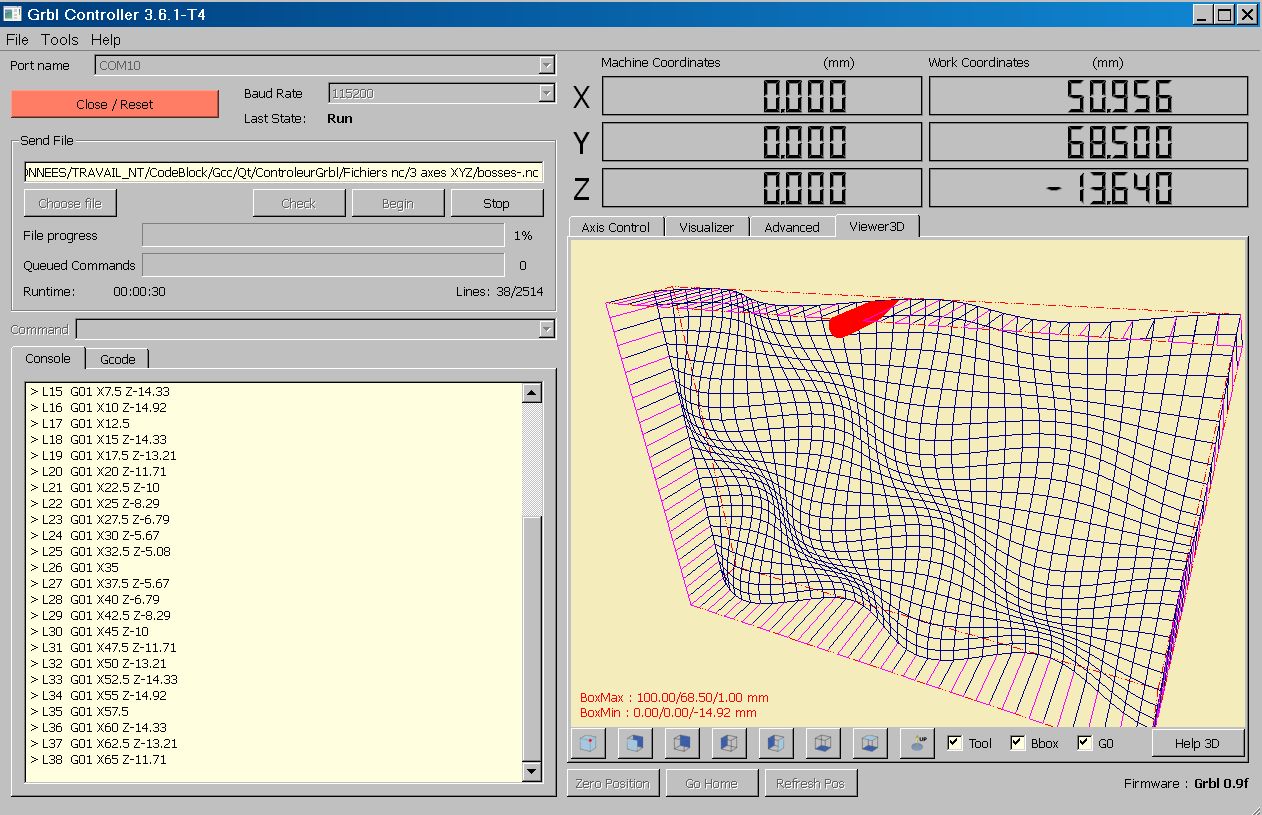 Grbl Controller 3.6.1-T4
File Tools Help
Port name COM10
Close / Reset
Baud Rate 115200
Last State: Run
Send File
ONNEES/TRAVAIL_NT/CodeBlock/Gcc/Qt/ControleurGrbl/Fichiers nc/3 axes XYZ/bosses-.nc
Choose file Check Begin Stop
File progress 1%
Queued Commands 0
Runtime: 00:00:30 Lines: 38/2514
Command
Console Gcode
> L15 G01 X7.5 Z-14.33
> L16 G01 X10 Z-14.92
> L17 G01 X12.5
> L18 G01 X15 Z-14.33
> L19 G01 X17.5 Z-13.21
> L20 G01 X20 Z-11.71
> L21 G01 X22.5 Z-10
> L22 G01 X25 Z-8.29
> L23 G01 X27.5 Z-6.79
> L24 G01 X30 Z-5.67
> L25 G01 X32.5 Z-5.08
> L26 G01 X35
> L27 G01 X37.5 Z-5.67
> L28 G01 X40 Z-6.79
> L29 G01 X42.5 Z-8.29
> L30 G01 X45 Z-10
> L31 G01 X47.5 Z-11.71
> L32 G01 X50 Z-13.21
> L33 G01 X52.5 Z-14.33
> L34 G01 X55 Z-14.92
> L35 G01 X57.5
> L36 G01 X60 Z-14.33
> L37 G01 X62.5 Z-13.21
> L38 G01 X65 Z-11.71
Machine Coordinates (mm) Work Coordinates (mm)
X 0.000 50.956
Y 0.000 68.500
Z 0.000 -13.640
Axis Control Visualizer Advanced Viewer3D
BoxMax : 100.00/68.50/1.00 mm
BoxMin : 0.00/0.00/-14.92 mm
UP Tool Bbox G0 Help 3D
Zero Position Go Home Refresh Pos Firmware : Grbl 0.9f